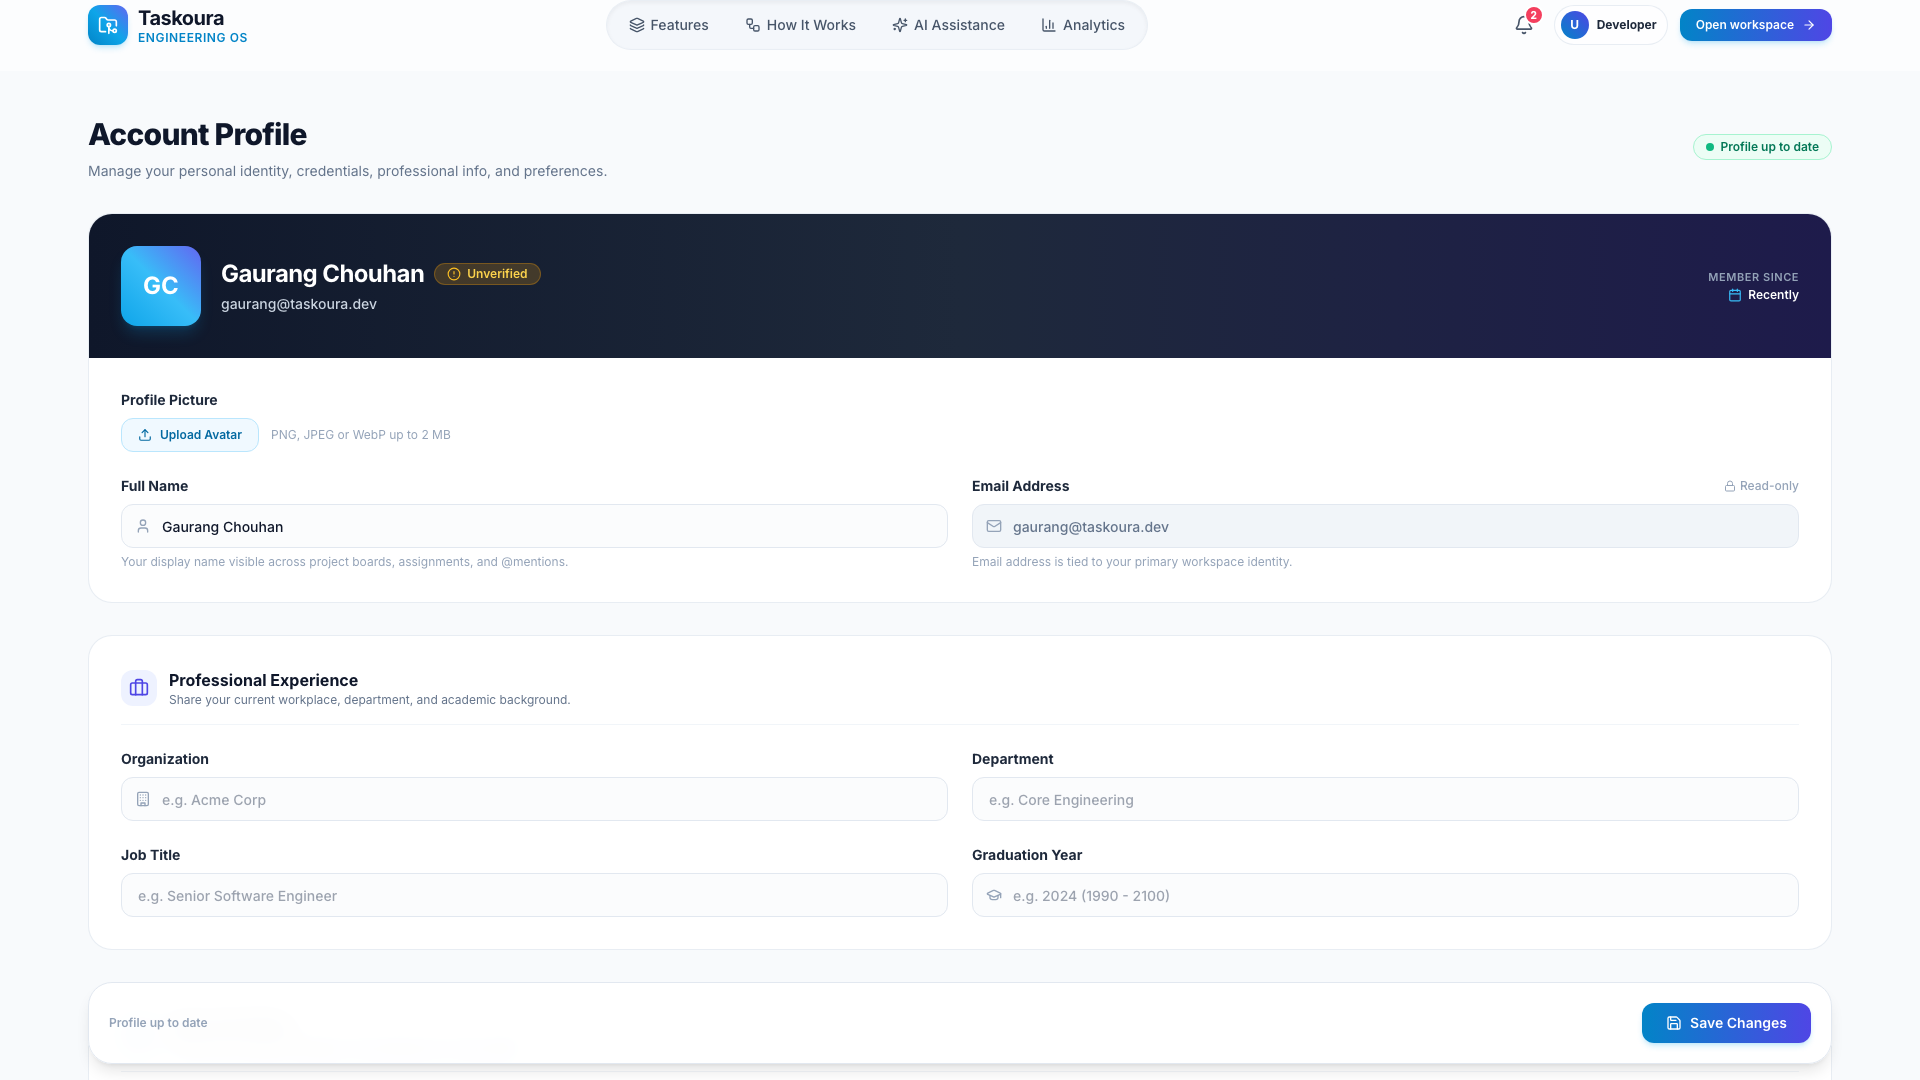 Taskoura
ENGINEERING OS
Features
How It Works
AI Assistance
Analytics
2
U
Developer
Open workspace
Account Profile
Manage your personal identity, credentials, professional info, and preferences.
Profile up to date
GC
Gaurang Chouhan
Unverified
gaurang@taskoura.dev
MEMBER SINCE
Recently
Profile Picture
Upload Avatar
PNG, JPEG or WebP up to 2 MB
Full Name
Gaurang Chouhan
Your display name visible across project boards, assignments, and @mentions.
Email Address
Read-only
gaurang@taskoura.dev
Email address is tied to your primary workspace identity.
Professional Experience
Share your current workplace, department, and academic background.
Organization
e.g. Acme Corp
Department
e.g. Core Engineering
Job Title
e.g. Senior Software Engineer
Graduation Year
e.g. 2024 (1990 - 2100)
Profile up to date
Save Changes